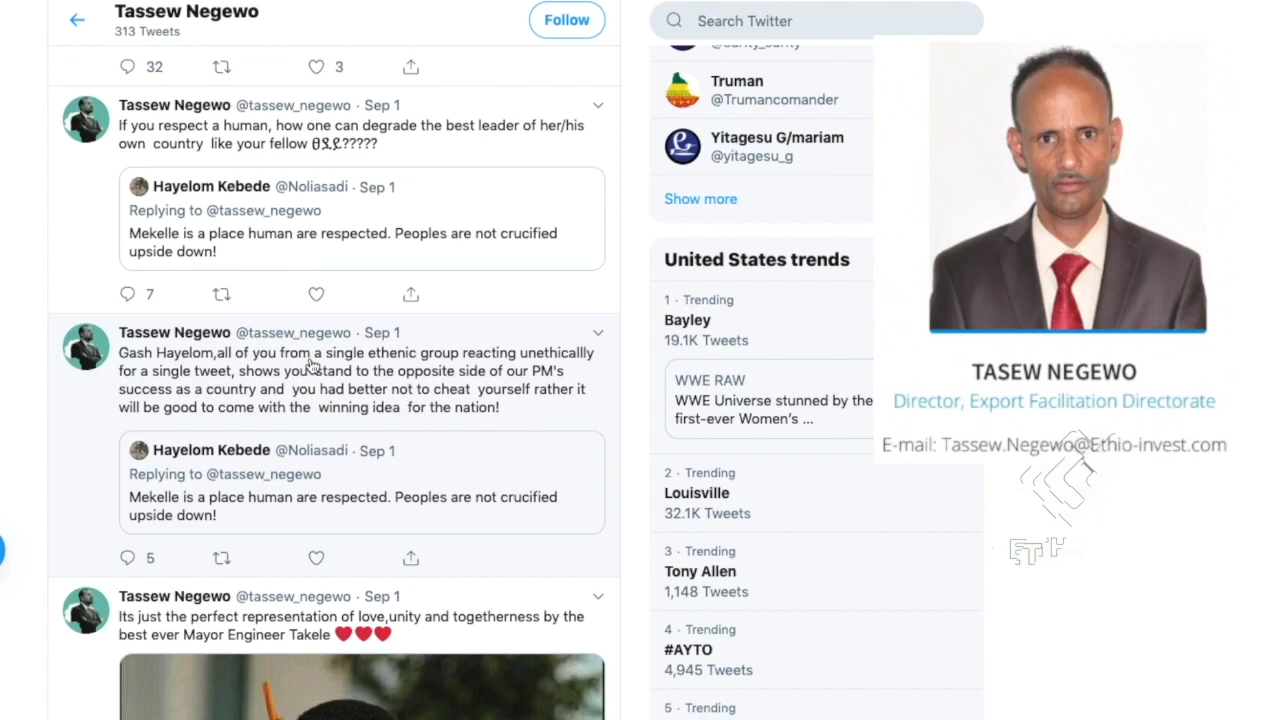 Tassew Negewo
313 Tweets
Follow
32
3
Tassew Negewo @tassew_negewo · Sep 1
If you respect a human, how one can degrade the best leader of her/his
own country like your fellow ፀኔይ?????
Hayelom Kebede @Noliasadi · Sep 1
Replying to @tassew_negewo
Mekelle is a place human are respected. Peoples are not crucified
upside down!
7
Tassew Negewo @tassew_negewo · Sep 1
Gash Hayelom,all of you from a single ethenic group reacting unethicallly
for a single tweet, shows you stand to the opposite side of our PM's
success as a country and you had better not to cheat yourself rather it
will be good to come with the winning idea for the nation!
Hayelom Kebede @Noliasadi · Sep 1
Replying to @tassew_negewo
Mekelle is a place human are respected. Peoples are not crucified
upside down!
5
Tassew Negewo @tassew_negewo · Sep 1
Its just the perfect representation of love,unity and togetherness by the
best ever Mayor Engineer Takele ❤❤❤
Search Twitter
Truman
@Trumancomander
Yitagesu G/mariam
@yitagesu_g
Show more
United States trends
1 · Trending
Bayley
19.1K Tweets
WWE RAW
WWE Universe stunned by the
first-ever Women's ...
2 · Trending
Louisville
32.1K Tweets
3 · Trending
Tony Allen
1,148 Tweets
4 · Trending
#AYTO
4,945 Tweets
5 · Trending
TASEW NEGEWO
Director, Export Facilitation Directorate
E-mail: Tassew.Negewo@Ethio-invest.com